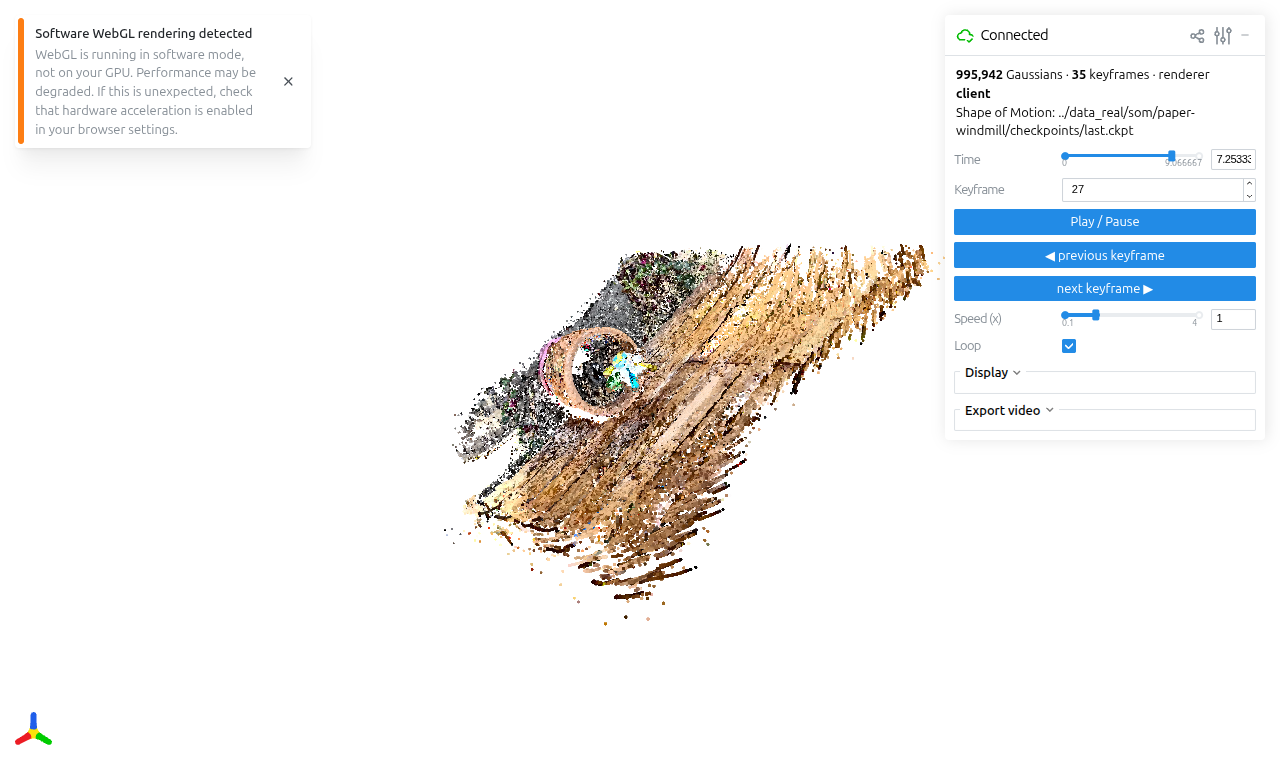 Software WebGL rendering detected
WebGL is running in software mode,
not on your GPU. Performance may be
degraded. If this is unexpected, check
that hardware acceleration is enabled
in your browser settings.
Connected
995,942 Gaussians · 35 keyframes · renderer
client
Shape of Motion: ../data_real/som/paper-
windmill/checkpoints/last.ckpt
Time
0
9.066667
7.25333
Keyframe
27
Play / Pause
◀ previous keyframe
next keyframe ▶
Speed (x)
0.1
4
1
Loop
Display
Export video